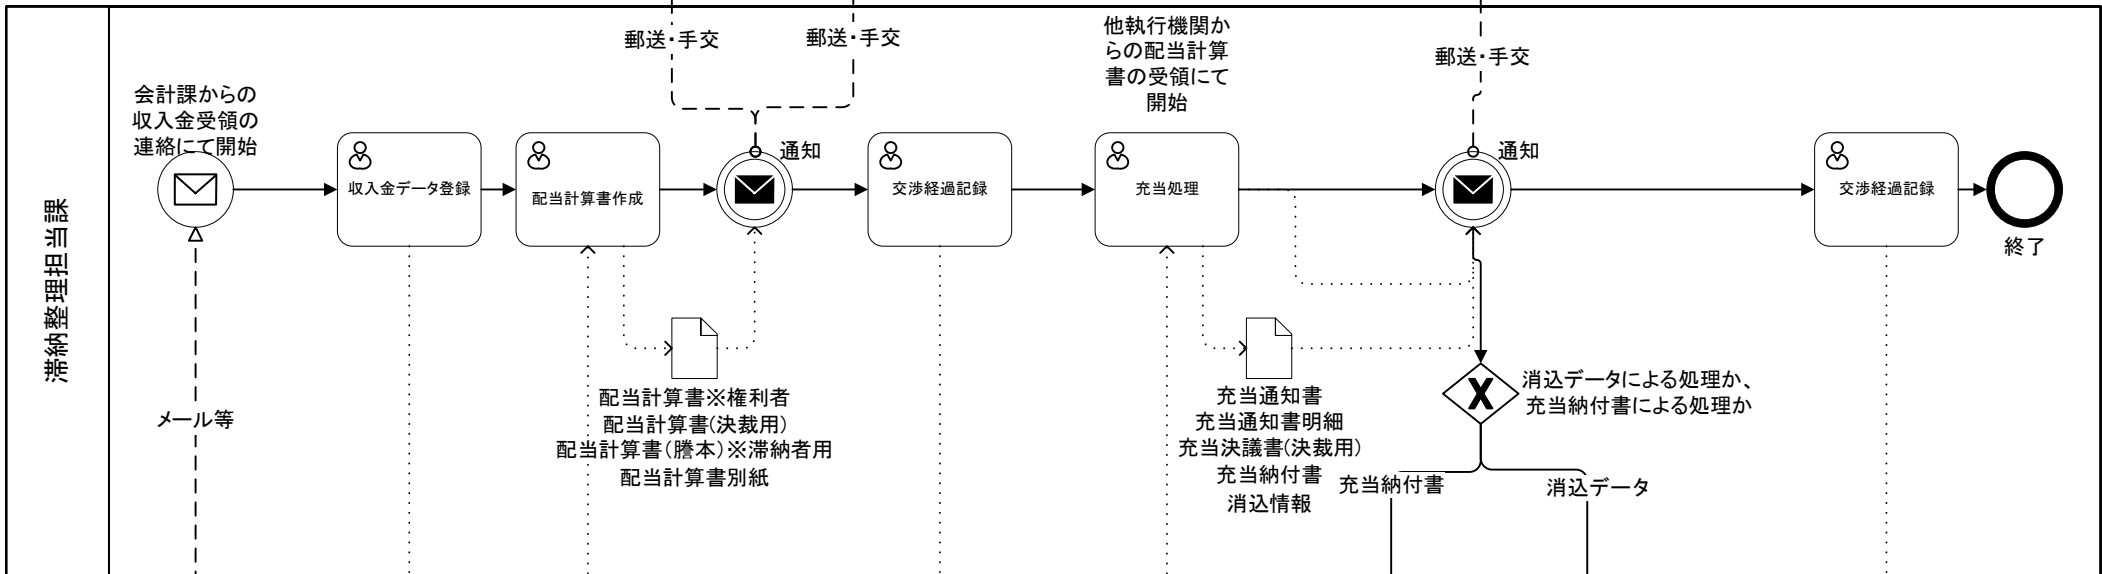 滞納整理担当課
会計課からの
収入金受領の
連絡にて開始
メール等
収入金データ登録
配当計算書作成
郵送・手交
郵送・手交
通知
配当計算書※権利者
配当計算書(決裁用)
配当計算書(謄本)※滞納者用
配当計算書別紙
交渉経過記録
他執行機関か
らの配当計算
書の受領にて
開始
充当処理
充当通知書
充当通知書明細
充当決議書(決裁用)
充当納付書
消込情報
郵送・手交
通知
消込データによる処理か、
充当納付書による処理か
充当納付書
消込データ
交渉経過記録
終了